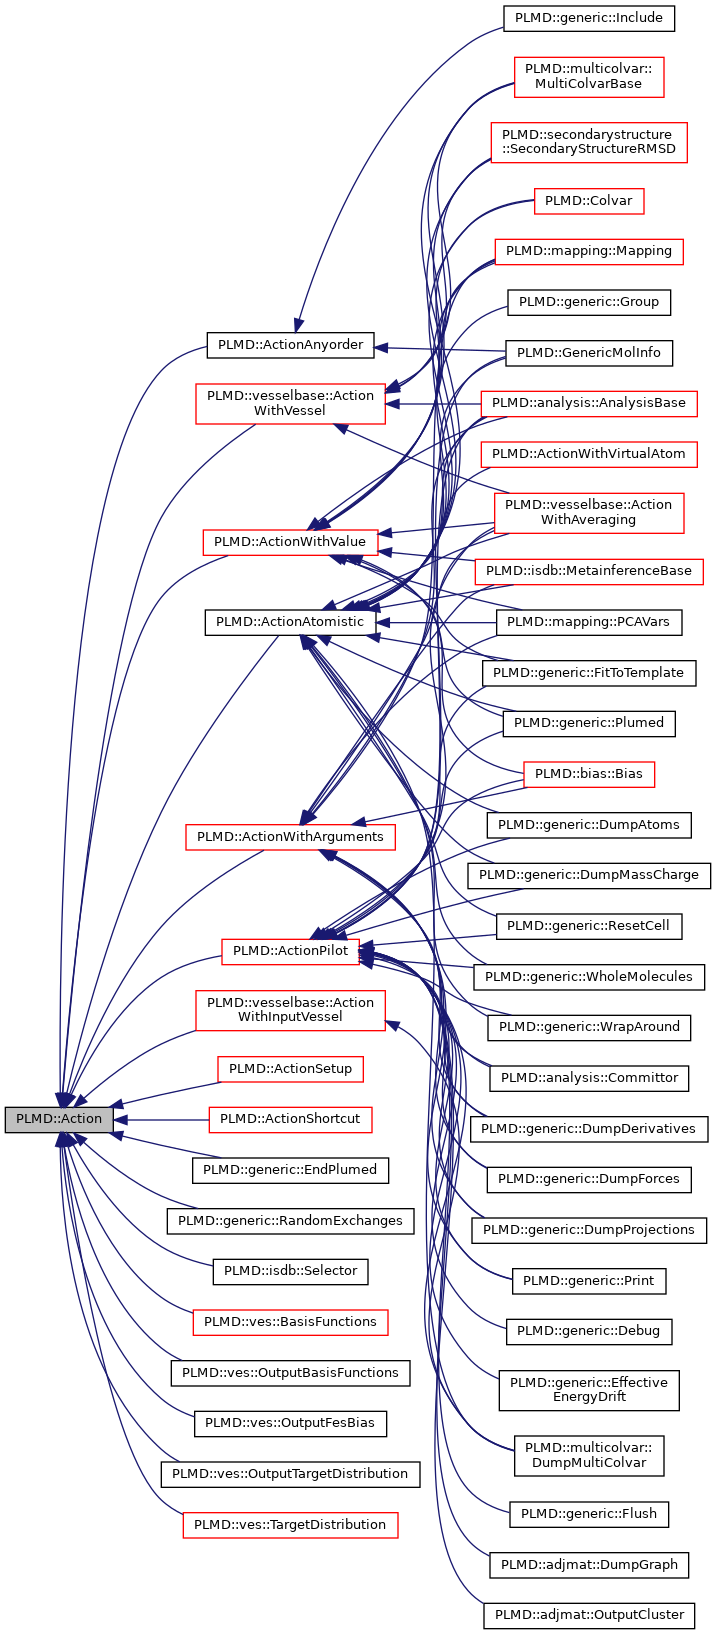 PLMD::Action
PLMD::ActionAnyorder
PLMD::vesselbase::Action
WithVessel
PLMD::ActionWithValue
PLMD::ActionAtomistic
PLMD::ActionWithArguments
PLMD::ActionPilot
PLMD::vesselbase::Action
WithInputVessel
PLMD::ActionSetup
PLMD::ActionShortcut
PLMD::generic::EndPlumed
PLMD::generic::RandomExchanges
PLMD::isdb::Selector
PLMD::ves::BasisFunctions
PLMD::ves::OutputBasisFunctions
PLMD::ves::OutputFesBias
PLMD::ves::OutputTargetDistribution
PLMD::ves::TargetDistribution
PLMD::generic::Include
PLMD::multicolvar::
MultiColvarBase
PLMD::secondarystructure
::SecondaryStructureRMSD
PLMD::Colvar
PLMD::mapping::Mapping
PLMD::generic::Group
PLMD::GenericMolInfo
PLMD::analysis::AnalysisBase
PLMD::ActionWithVirtualAtom
PLMD::vesselbase::Action
WithAveraging
PLMD::isdb::MetainferenceBase
PLMD::mapping::PCAVars
PLMD::generic::FitToTemplate
PLMD::generic::Plumed
PLMD::bias::Bias
PLMD::generic::DumpAtoms
PLMD::generic::DumpMassCharge
PLMD::generic::ResetCell
PLMD::generic::WholeMolecules
PLMD::generic::WrapAround
PLMD::analysis::Committor
PLMD::generic::DumpDerivatives
PLMD::generic::DumpForces
PLMD::generic::DumpProjections
PLMD::generic::Print
PLMD::generic::Debug
PLMD::generic::Effective
EnergyDrift
PLMD::multicolvar::
DumpMultiColvar
PLMD::generic::Flush
PLMD::adjmat::DumpGraph
PLMD::adjmat::OutputCluster